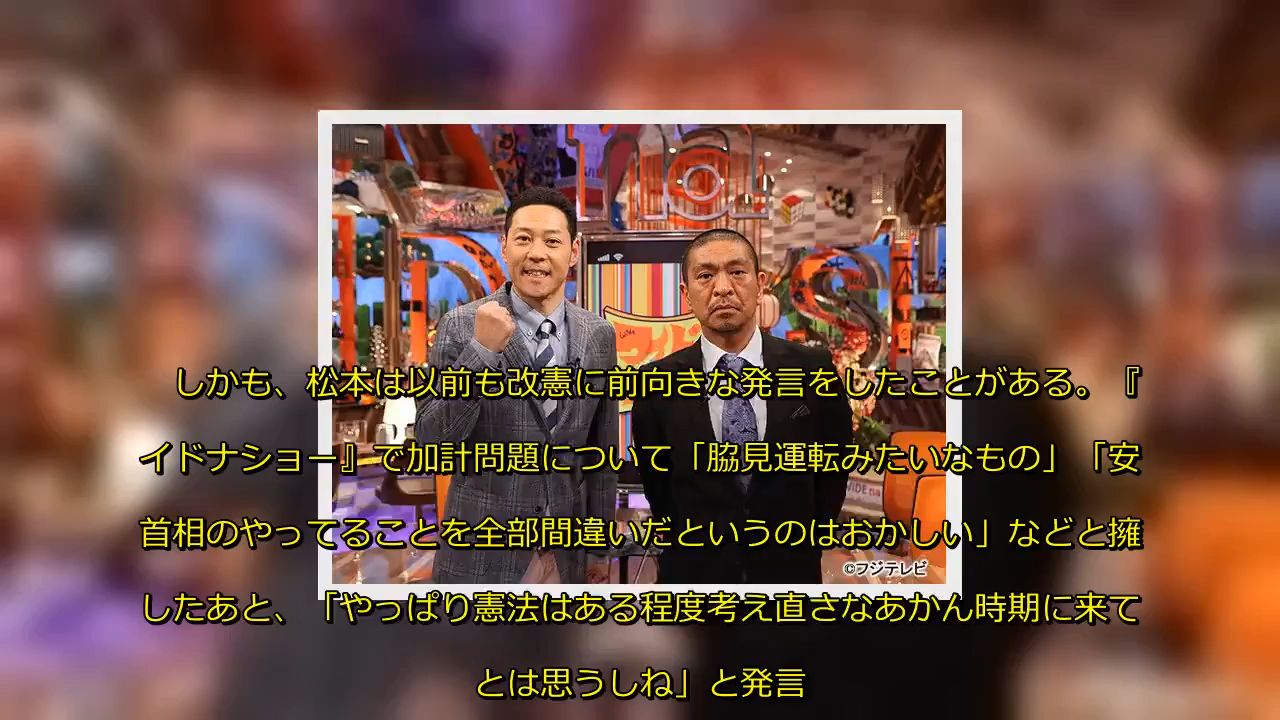 しかも、松本は以前も改憲に前向きな発言をしたことがある。『
イドナショー』で加計問題について「脇見運転みたいなもの」「安
首相のやってることを全部間違いだというのはおかしい」などと擁
したあと、「やっぱり憲法はある程度考え直さなあかん時期に来て
とは思うしね」と発言
©フジテレビ